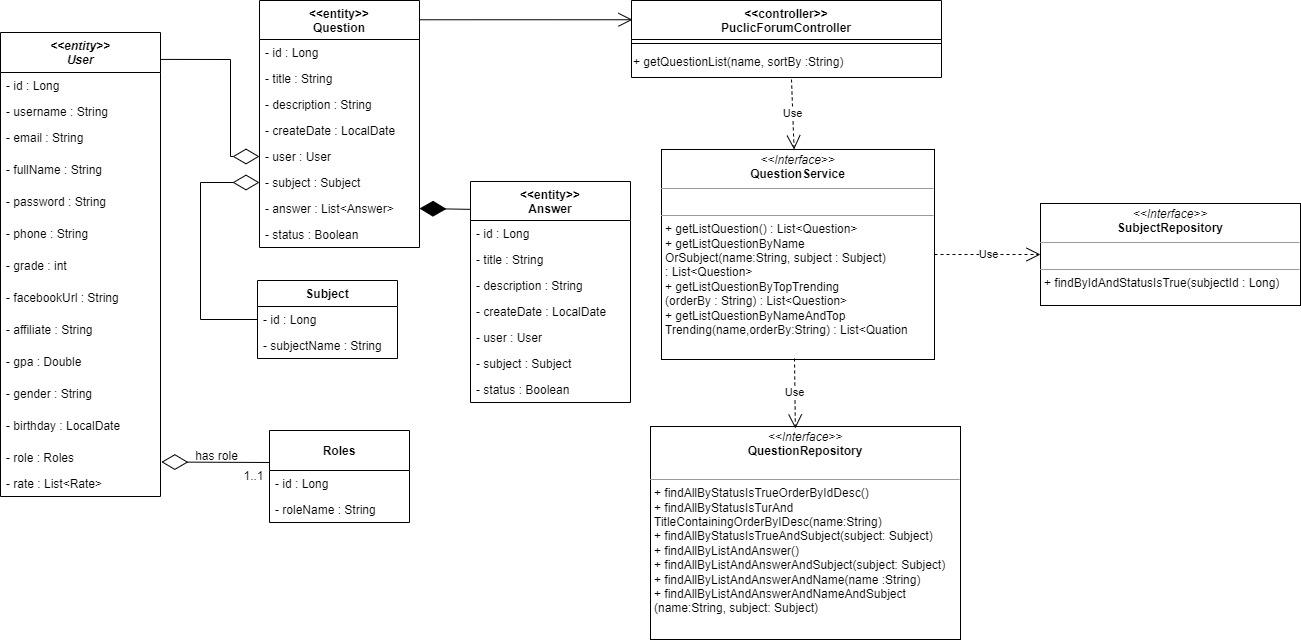 <<entity>>
User
- id : Long
- username : String
- email : String
- fullName : String
- password : String
- phone : String
- grade : int
- facebookUrl : String
- affiliate : String
- gpa : Double
- gender : String
- birthday : LocalDate
- role : Roles
- rate : List<Rate>
<<entity>>
Question
- id : Long
- title : String
- description : String
- createDate : LocalDate
- user : User
- subject : Subject
- answer : List<Answer>
- status : Boolean
Subject
- id : Long
- subjectName : String
has role
1..1
Roles
- id : Long
- roleName : String
<<entity>>
Answer
- id : Long
- title : String
- description : String
- createDate : LocalDate
- user : User
- subject : Subject
- status : Boolean
<<controller>>
PuclicForumController
+ getQuestionList(name, sortBy :String)
Use
<<Interface>>
QuestionService
+ getListQuestion() : List<Question>
+ getListQuestionByName
OrSubject(name:String, subject : Subject)
: List<Question>
+ getListQuestionByTopTrending
(orderBy : String) : List<Question>
+ getListQuestionByNameAndTop
Trending(name,orderBy:String) : List<Quation
Use
<<Interface>>
SubjectRepository
+ findByIdAndStatusIsTrue(subjectId : Long)
Use
<<Interface>>
QuestionRepository
+ findAllByStatusIsTrueOrderByIdDesc()
+ findAllByStatusIsTurAnd
TitleContainingOrderByIDesc(name:String)
+ findAllByStatusIsTrueAndSubject(subject: Subject)
+ findAllByListAndAnswer()
+ findAllByListAndAnswerAndSubject(subject: Subject)
+ findAllByListAndAnswerAndName(name :String)
+ findAllByListAndAnswerAndNameAndSubject
(name:String, subject: Subject)